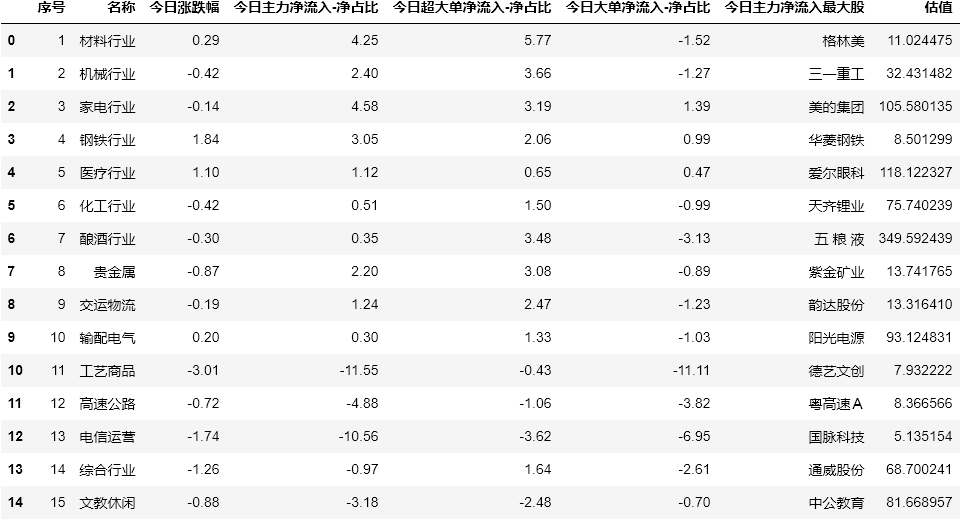 序号 名称 今日涨跌幅 今日主力净流入-净占比 今日超大单净流入-净占比 今日大单净流入-净占比 今日主力净流入最大股 估值
0 1 材料行业 0.29 4.25 5.77 -1.52 格林美 11.024475
1 2 机械行业 -0.42 2.40 3.66 -1.27 三一重工 32.431482
2 3 家电行业 -0.14 4.58 3.19 1.39 美的集团 105.580135
3 4 钢铁行业 1.84 3.05 2.06 0.99 华菱钢铁 8.501299
4 5 医疗行业 1.10 1.12 0.65 0.47 爱尔眼科 118.122327
5 6 化工行业 -0.42 0.51 1.50 -0.99 天齐锂业 75.740239
6 7 酿酒行业 -0.30 0.35 3.48 -3.13 五 粮 液 349.592439
7 8 贵金属 -0.87 2.20 3.08 -0.89 紫金矿业 13.741765
8 9 交运物流 -0.19 1.24 2.47 -1.23 韵达股份 13.316410
9 10 输配电气 0.20 0.30 1.33 -1.03 阳光电源 93.124831
10 11 工艺商品 -3.01 -11.55 -0.43 -11.11 德艺文创 7.932222
11 12 高速公路 -0.72 -4.88 -1.06 -3.82 粤高速Ａ 8.366566
12 13 电信运营 -1.74 -10.56 -3.62 -6.95 国脉科技 5.135154
13 14 综合行业 -1.26 -0.97 1.64 -2.61 通威股份 68.700241
14 15 文教休闲 -0.88 -3.18 -2.48 -0.70 中公教育 81.668957